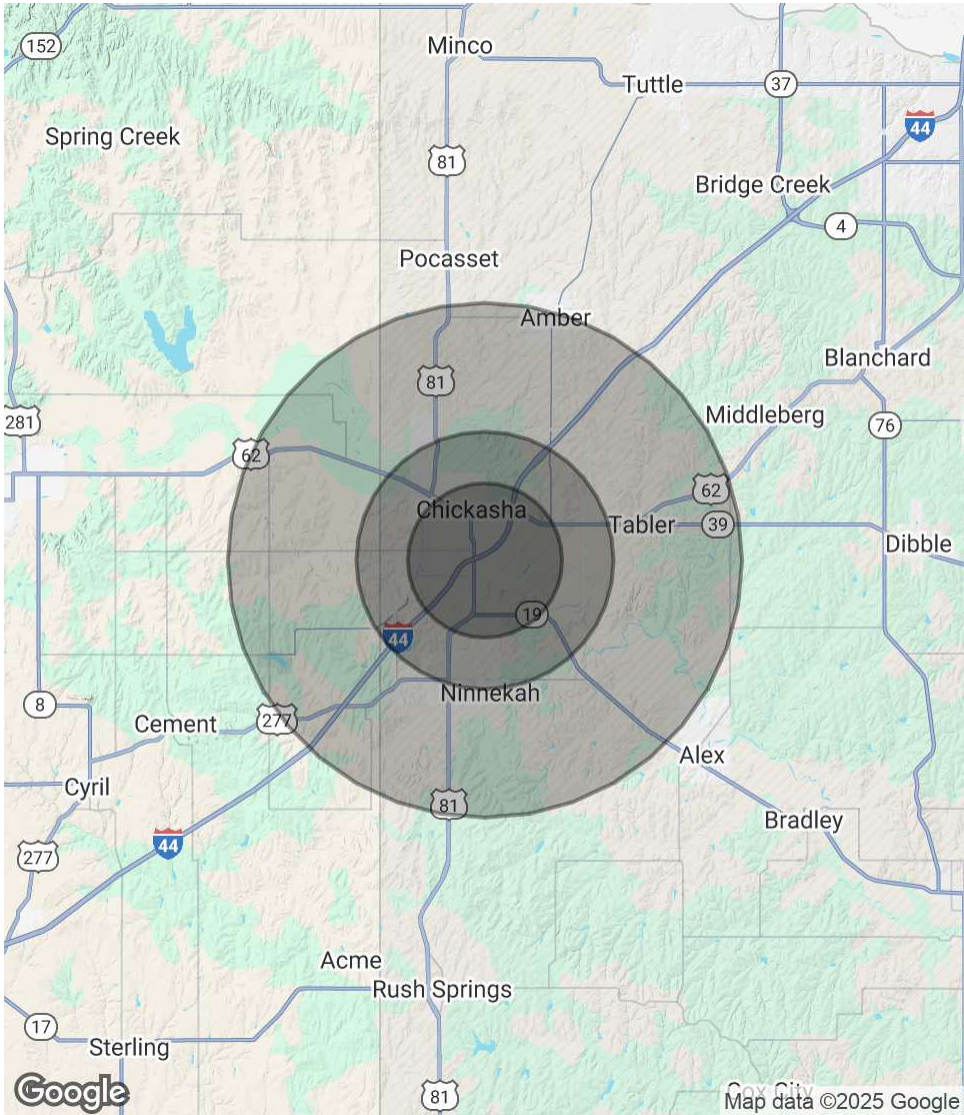 152
Minco
Tuttle
37
44
Spring Creek
81
Bridge Creek
4
Pocasset
Amber
Blanchard
81
Middleberg
281
76
62
62
Chickasha
Tabler
39
Dibble
19
44
Ninnekah
8
Cement
277
Alex
Cyril
81
Bradley
44
277
Acme
Rush Springs
17
Sterling
Cox City
Google
81
Map data ©2025 Google